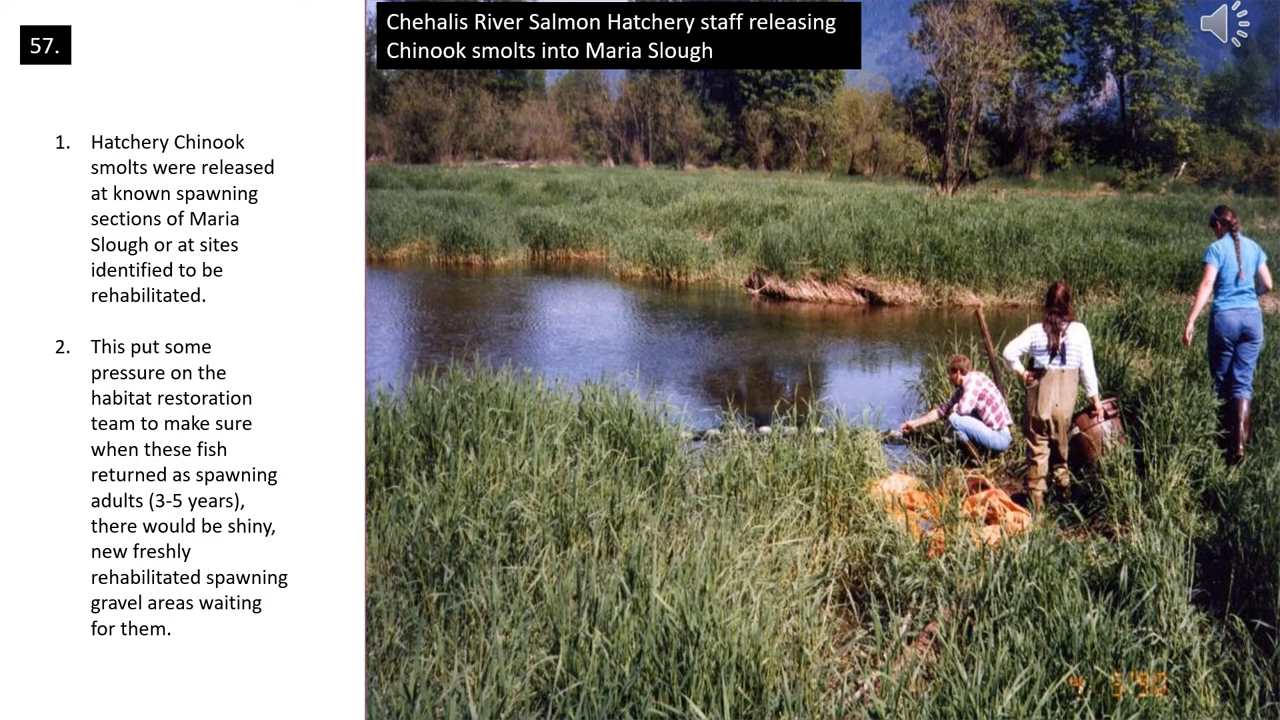 57.
Chehalis River Salmon Hatchery staff releasing
Chinook smolts into Maria Slough
1. Hatchery Chinook
smolts were released
at known spawning
sections of Maria
Slough or at sites
identified to be
rehabilitated.
2. This put some
pressure on the
habitat restoration
team to make sure
when these fish
returned as spawning
adults (3-5 years),
there would be shiny,
new freshly
rehabilitated spawning
gravel areas waiting
for them.